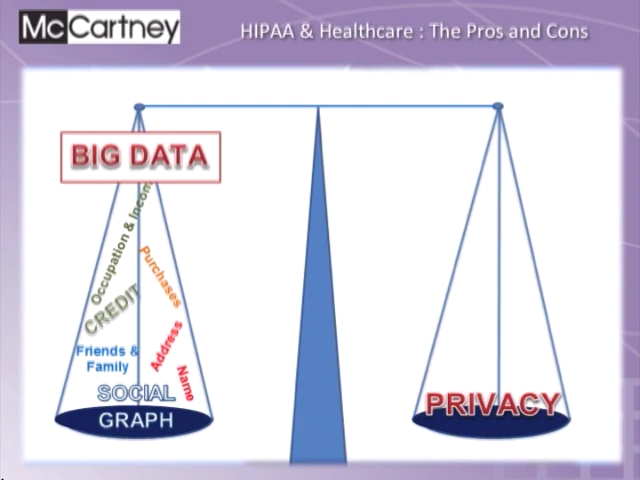 McCartney
HIPAA & Healthcare : The Pros and Cons
BIG DATA
Occupation & Incom
Purchases
CREDIT
Address
Friends &
Family
Name
SOCIAL
GRAPH
PRIVACY